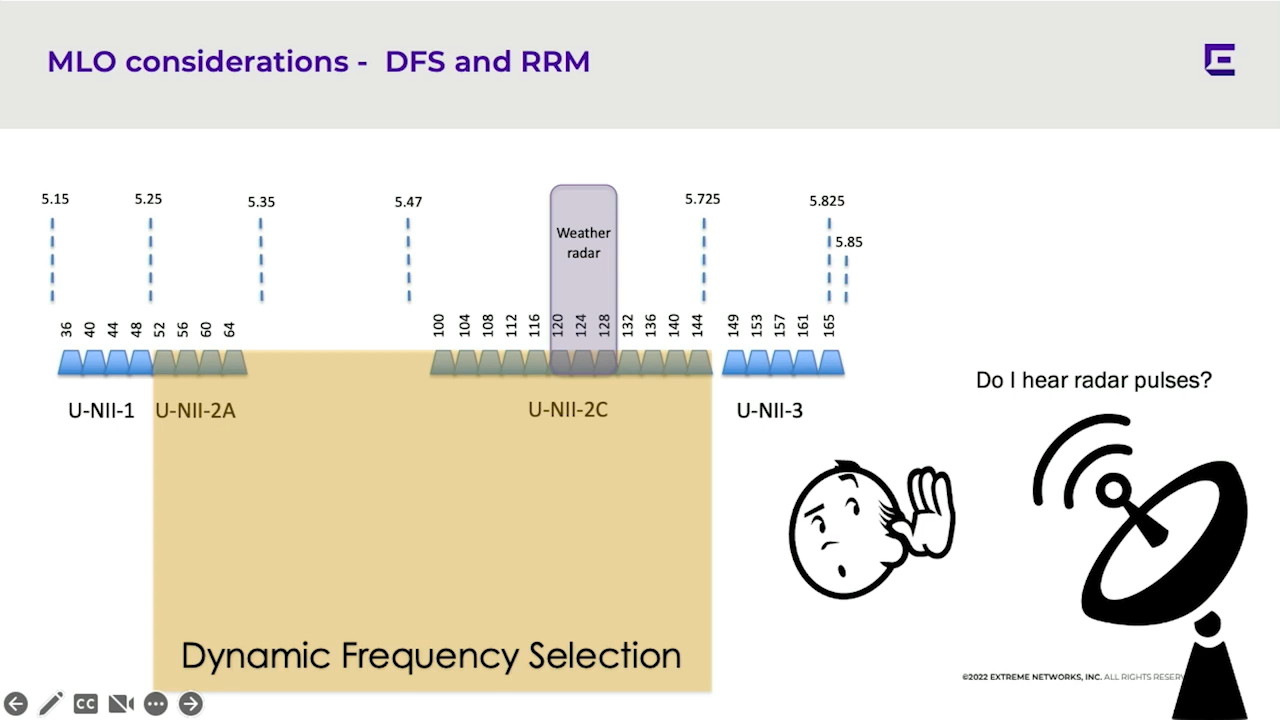 MLO considerations - DFS and RRM
5.15
5.25
5.35
5.47
5.725
5.825
5.85
Weather
radar
36
40
44
48
52
56
60
64
100
104
108
112
116
120
124
128
132
136
140
144
149
153
157
161
165
U-NII-1
U-NII-2A
U-NII-2C
U-NII-3
Do I hear radar pulses?
Dynamic Frequency Selection
©2022 EXTREME NETWORKS, INC. ALL RIGHTS RESERV
CC